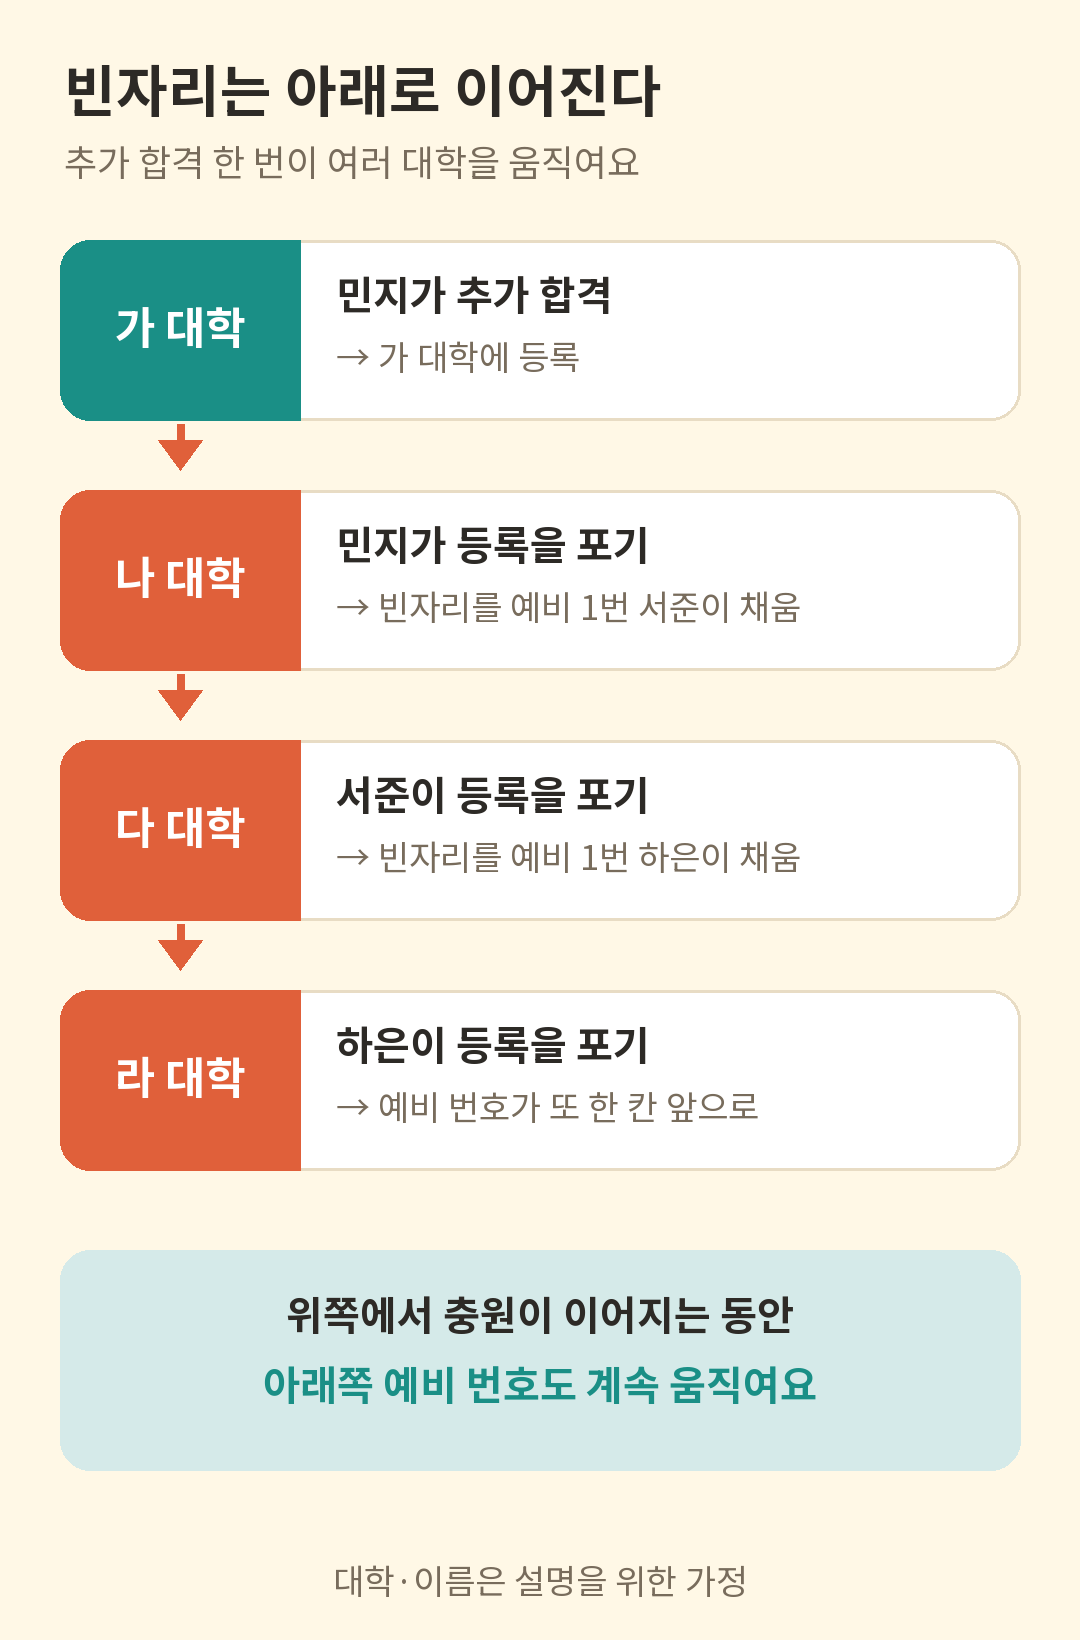 빈자리는 아래로 이어진다
추가 합격 한 번이 여러 대학을 움직여요
가 대학
민지가 추가 합격
→ 가 대학에 등록
나 대학
민지가 등록을 포기
→ 빈자리를 예비 1번 서준이 채움
다 대학
서준이 등록을 포기
→ 빈자리를 예비 1번 하은이 채움
라 대학
하은이 등록을 포기
→ 예비 번호가 또 한 칸 앞으로
위쪽에서 충원이 이어지는 동안
아래쪽 예비 번호도 계속 움직여요
대학·이름은 설명을 위한 가정